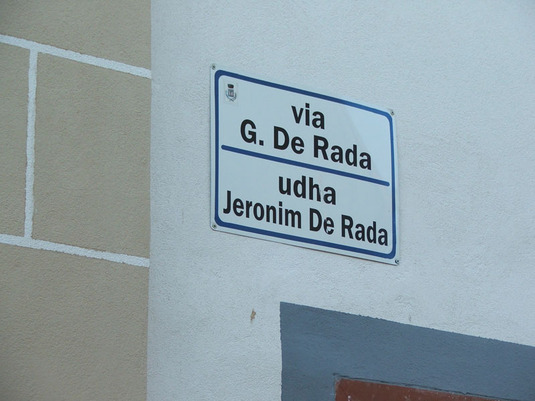 via
G. De Rada
udha
Jeronim De Rada